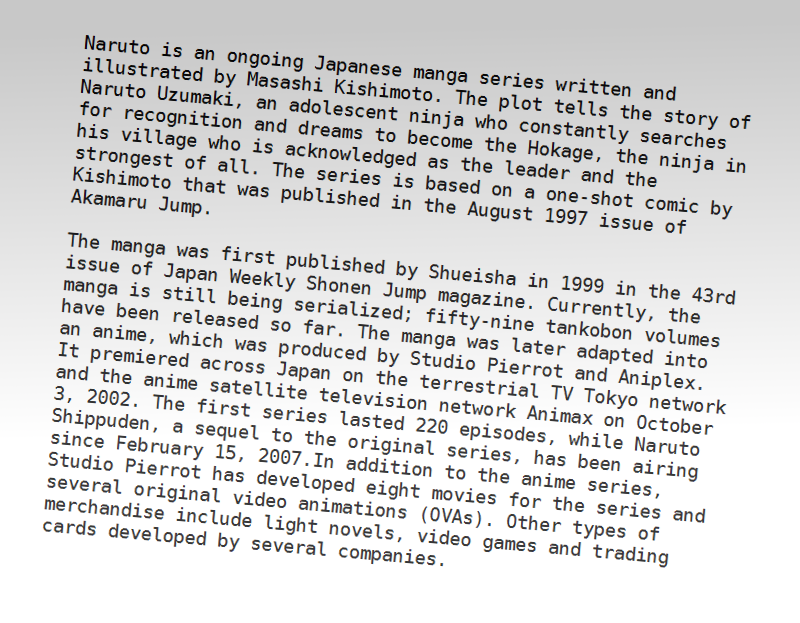 Naruto is an ongoing Japanese manga series written and
illustrated by Masashi Kishimoto. The plot tells the story of
Naruto Uzumaki, an adolescent ninja who constantly searches
for recognition and dreams to become the Hokage, the ninja in
his village who is acknowledged as the leader and the
strongest of all. The series is based on a one-shot comic by
Kishimoto that was published in the August 1997 issue of
Akamaru Jump.

The manga was first published by Shueisha in 1999 in the 43rd
issue of Japan Weekly Shonen Jump magazine. Currently, the
manga is still being serialized; fifty-nine tankobon volumes
have been released so far. The manga was later adapted into
an anime, which was produced by Studio Pierrot and Aniplex.
It premiered across Japan on the terrestrial TV Tokyo network
and the anime satellite television network Animax on October
3, 2002. The first series lasted 220 episodes, while Naruto
Shippuden, a sequel to the original series, has been airing
since February 15, 2007.In addition to the anime series,
Studio Pierrot has developed eight movies for the series and
several original video animations (OVAs). Other types of
merchandise include light novels, video games and trading
cards developed by several companies.